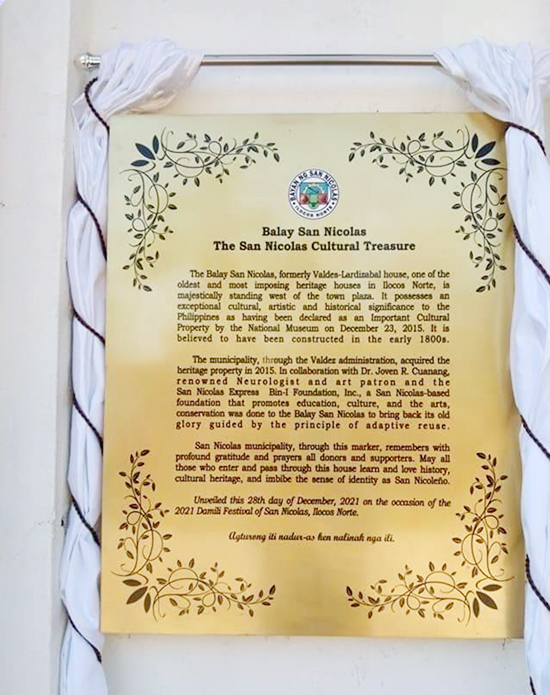 BAYAN NG SAN NICOLAS
ILOCOS NORTE
Balay San Nicolas
The San Nicolas Cultural Treasure
The Balay San Nicolas, formerly Valdes-Lardizabal house, one of the
oldest and most imposing heritage houses in Ilocos Norte, is
majestically standing west of the town plaza. It possesses an
exceptional cultural, artistic and historical significance to the
Philippines as having been declared as an Important Cultural
Property by the National Museum on December 23, 2015. It is
believed to have been constructed in the early 1800s.
The municipality, through the Valdez administration, acquired the
heritage property in 2015. In collaboration with Dr. Joven R. Cuanang,
renowned Neurologist and art patron and the
San Nicolas Express Bin-I Foundation, Inc., a San Nicolas-based
foundation that promotes education, culture, and the arts,
conservation was done to the Balay San Nicolas to bring back its old
glory guided by the principle of adaptive reuse.
San Nicolas municipality, through this marker, remembers with
profound gratitude and prayers all donors and supporters. May all
those who enter and pass through this house learn and love history,
cultural heritage, and imbibe the sense of identity as San Nicoleño.
Unveiled this 28th day of December, 2021 on the occasion of the
2021 Damili Festival of San Nicolas, Ilocos Norte.
Agturong iti nadur-as ken nalinak nga ili.